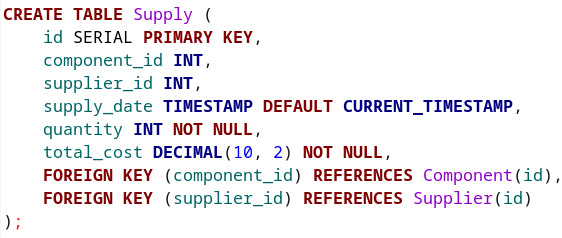 CREATE TABLE Supply (
    id SERIAL PRIMARY KEY,
    component_id INT,
    supplier_id INT,
    supply_date TIMESTAMP DEFAULT CURRENT_TIMESTAMP,
    quantity INT NOT NULL,
    total_cost DECIMAL(10, 2) NOT NULL,
    FOREIGN KEY (component_id) REFERENCES Component(id),
    FOREIGN KEY (supplier_id) REFERENCES Supplier(id)
);